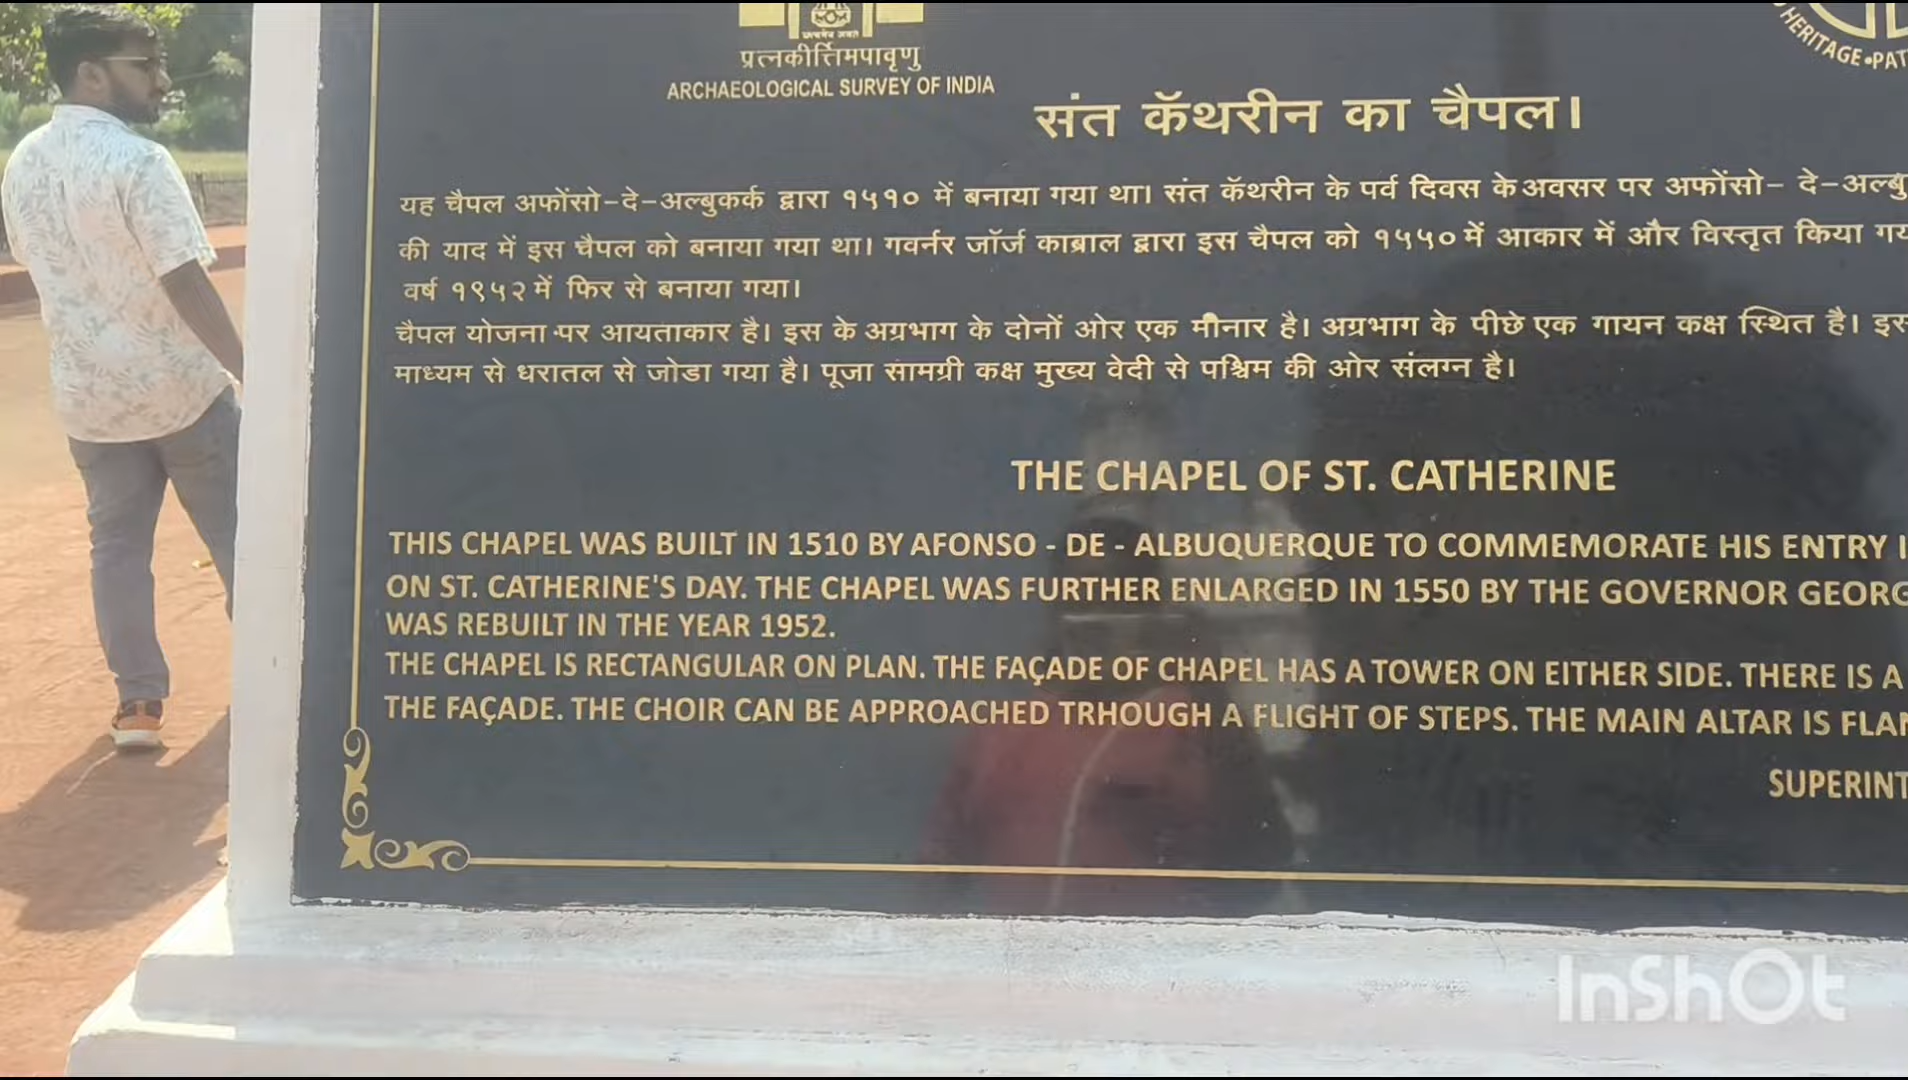 प्रत्नकीर्त्तिमपावृणु
ARCHAEOLOGICAL SURVEY OF INDIA
HERITAGE • PAT
संत कॅथरीन का चैपल।
यह चैपल अफोंसो-दे-अल्बुकर्क द्वारा १५१० में बनाया गया था। संत कॅथरीन के पर्व दिवस के अवसर पर अफोंसो- दे-अल्बु
की याद में इस चैपल को बनाया गया था। गवर्नर जॉर्ज काब्राल द्वारा इस चैपल को १५५० में आकार में और विस्तृत किया गय
वर्ष १९५२ में फिर से बनाया गया।
चैपल योजना पर आयताकार है। इस के अग्रभाग के दोनों ओर एक मीनार है। अग्रभाग के पीछे एक गायन कक्ष स्थित है। इस
माध्यम से धरातल से जोडा गया है। पूजा सामग्री कक्ष मुख्य वेदी से पश्चिम की ओर संलग्न है।
THE CHAPEL OF ST. CATHERINE
THIS CHAPEL WAS BUILT IN 1510 BY AFONSO - DE - ALBUQUERQUE TO COMMEMORATE HIS ENTRY I
ON ST. CATHERINE'S DAY. THE CHAPEL WAS FURTHER ENLARGED IN 1550 BY THE GOVERNOR GEORG
WAS REBUILT IN THE YEAR 1952.
THE CHAPEL IS RECTANGULAR ON PLAN. THE FAÇADE OF CHAPEL HAS A TOWER ON EITHER SIDE. THERE IS A
THE FAÇADE. THE CHOIR CAN BE APPROACHED TRHOUGH A FLIGHT OF STEPS. THE MAIN ALTAR IS FLAN
SUPERINT
InShOt